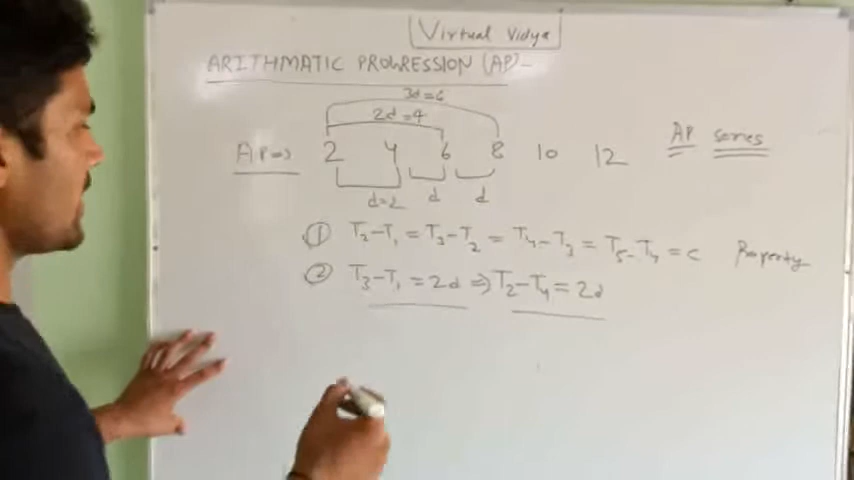 Virtual Vidya
ARITHMATIC PROGRESSION (AP)-
3d=6
2d=4
AP=> 2 4 6 8 10 12 AP series
d=2 d d
① T₂-T₁ = T₃-T₂ = T₄-T₃ = T₅-T₄ = c Property
② T₃-T₁ = 2d => T₂-T₄ = 2d